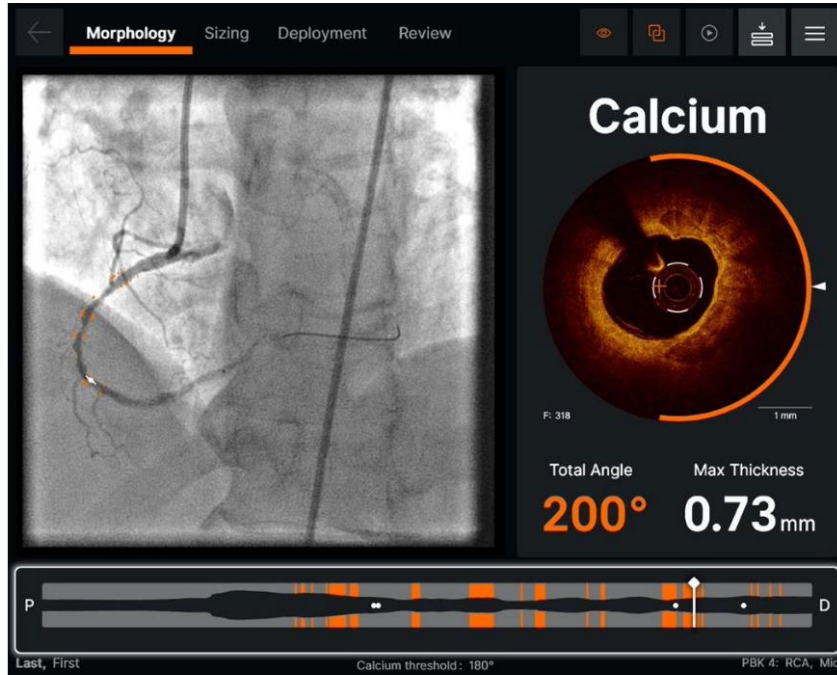 Morphology Sizing Deployment Review
Calcium
F: 318
1 mm
Total Angle Max Thickness
200° 0.73mm
P D
Last, First Calcium threshold: 180° PBK 4: RCA, Mid